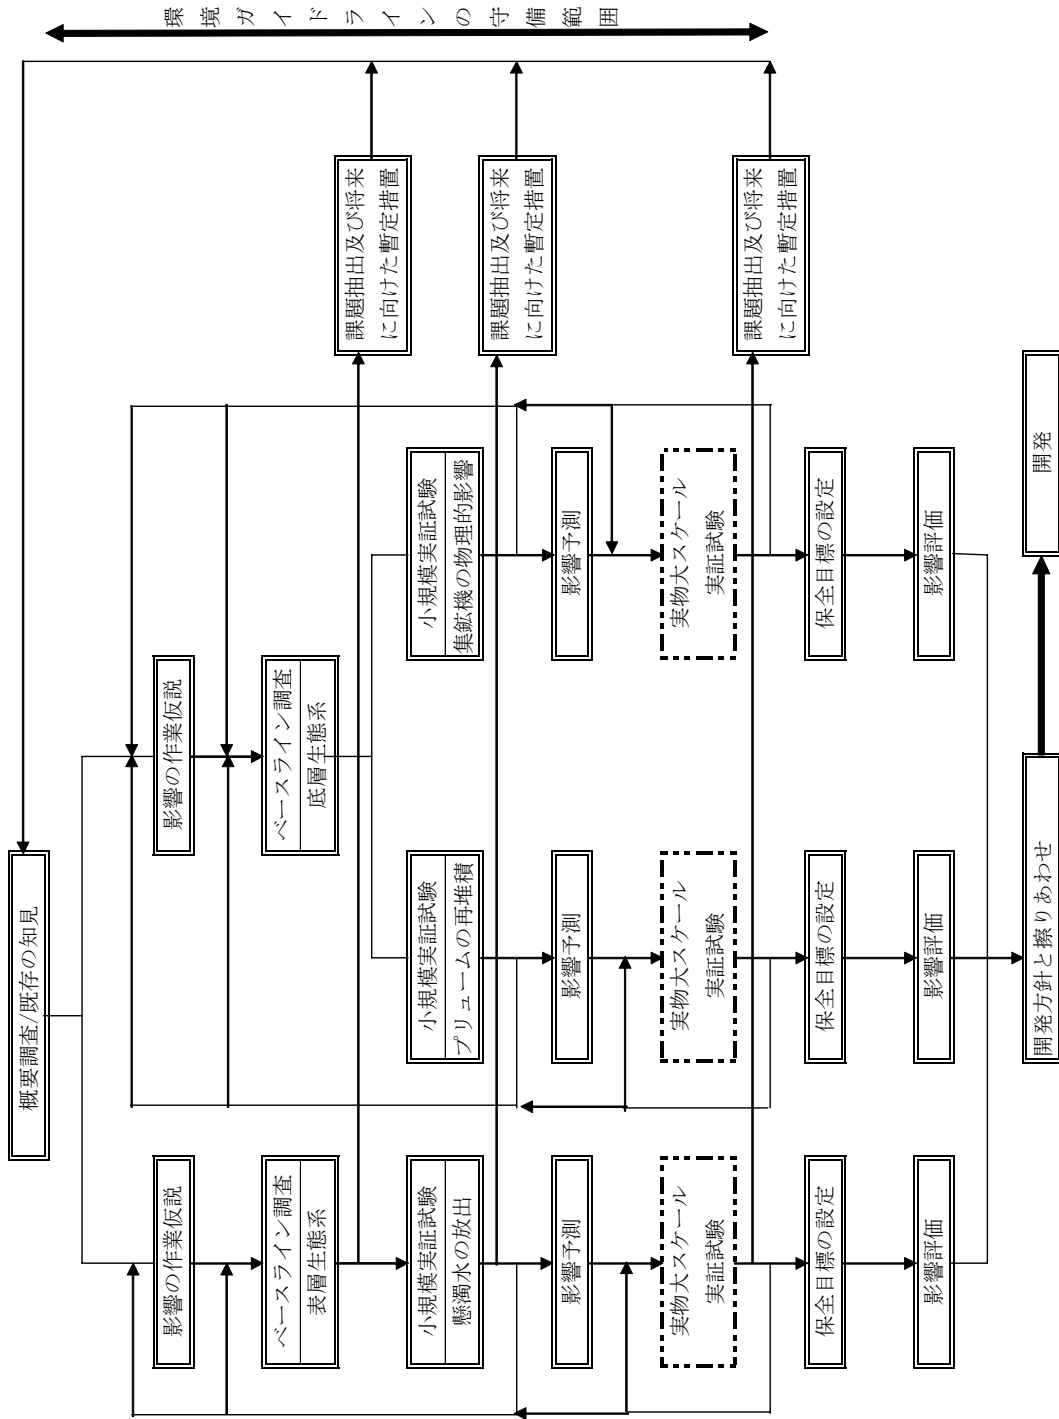 概要調査/既存の知見
影響の作業仮説
影響の作業仮説
ベースライン調査
表層生態系
ベースライン調査
底層生態系
小規模実証試験
懸濁水の放出
小規模実証試験
プリュームの再堆積
小規模実証試験
集鉱機の物理的影響
影響予測
影響予測
影響予測
実物大スケール
実証試験
実物大スケール
実証試験
実物大スケール
実証試験
保全目標の設定
保全目標の設定
保全目標の設定
影響評価
影響評価
影響評価
開発方針と擦りあわせ
開発
課題抽出及び将来
に向けた暫定措置
課題抽出及び将来
に向けた暫定措置
課題抽出及び将来
に向けた暫定措置
環境ガイドラインの守備範囲